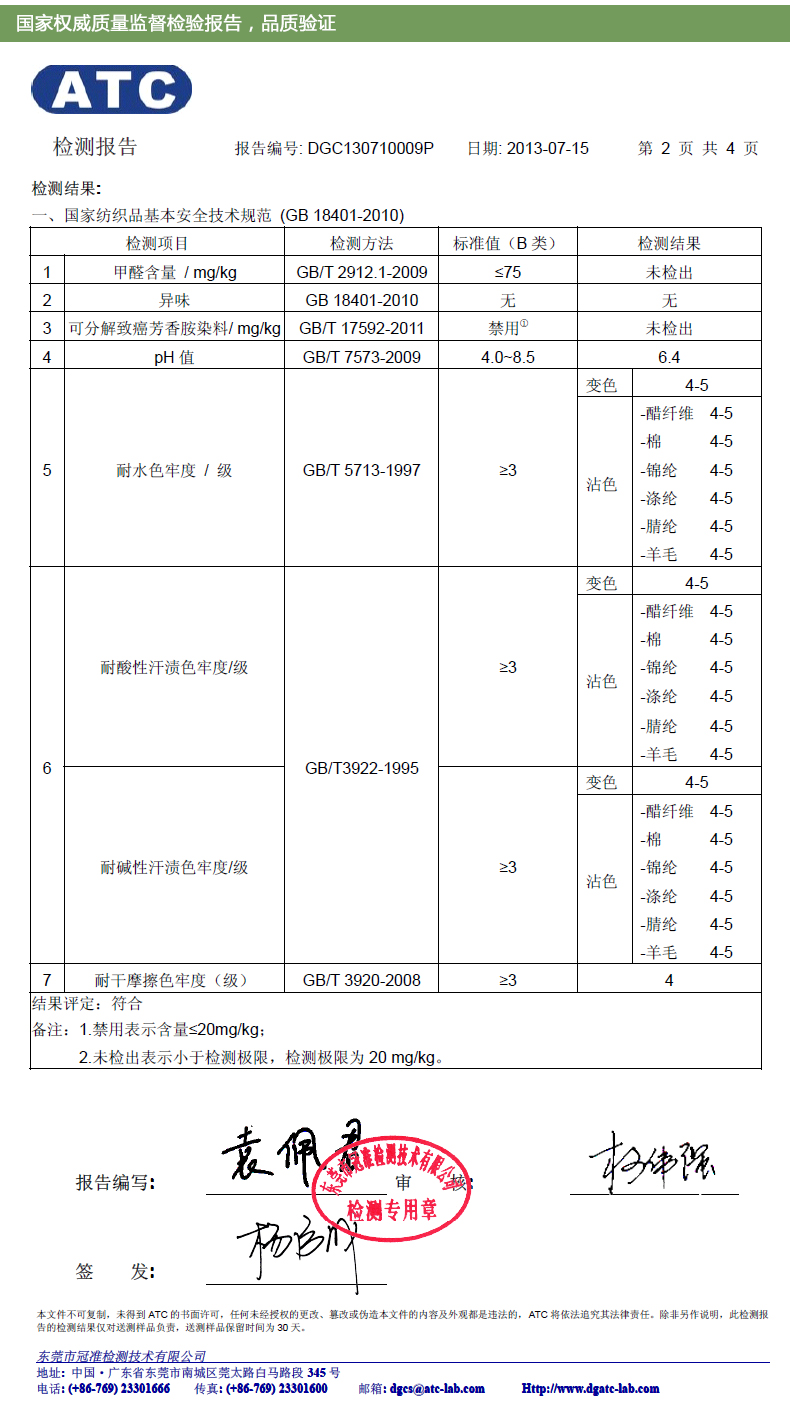 国家权威质量监督检验报告，品质验证
ATC
检测报告 报告编号: DGC130710009P 日期: 2013-07-15 第 2 页 共 4 页
检测结果:
一、国家纺织品基本安全技术规范 (GB 18401-2010)
检测项目 检测方法 标准值（B 类） 检测结果
1 甲醛含量 / mg/kg GB/T 2912.1-2009 ≤75 未检出
2 异味 GB 18401-2010 无 无
3 可分解致癌芳香胺染料/ mg/kg GB/T 17592-2011 禁用① 未检出
4 pH 值 GB/T 7573-2009 4.0~8.5 6.4
5 耐水色牢度 / 级 GB/T 5713-1997 ≥3
变色 4-5
沾色
-醋纤维 4-5
-棉 4-5
-锦纶 4-5
-涤纶 4-5
-腈纶 4-5
-羊毛 4-5
6 耐酸性汗渍色牢度/级 GB/T3922-1995 ≥3
变色 4-5
沾色
-醋纤维 4-5
-棉 4-5
-锦纶 4-5
-涤纶 4-5
-腈纶 4-5
-羊毛 4-5
耐碱性汗渍色牢度/级 ≥3
变色 4-5
沾色
-醋纤维 4-5
-棉 4-5
-锦纶 4-5
-涤纶 4-5
-腈纶 4-5
-羊毛 4-5
7 耐干摩擦色牢度（级） GB/T 3920-2008 ≥3 4
结果评定：符合
备注：1.禁用表示含量≤20mg/kg；
2.未检出表示小于检测极限，检测极限为 20 mg/kg。
报告编写: 袁佩君 审 核:
东莞市冠准检测技术有限公司
检测专用章
签 发:
本文件不可复制，未得到 ATC 的书面许可，任何未经授权的更改、篡改或伪造本文件的内容及外观都是违法的，ATC 将依法追究其法律责任。除非另作说明，此检测报
告的检测结果仅对送测样品负责，送测样品保留时间为 30 天。
东莞市冠准检测技术有限公司
地址: 中国·广东省东莞市南城区莞太路白马路段 345 号
电话: (+86-769) 23301666 传真: (+86-769) 23301600 邮箱: dgcs@atc-lab.com Http://www.dgatc-lab.com